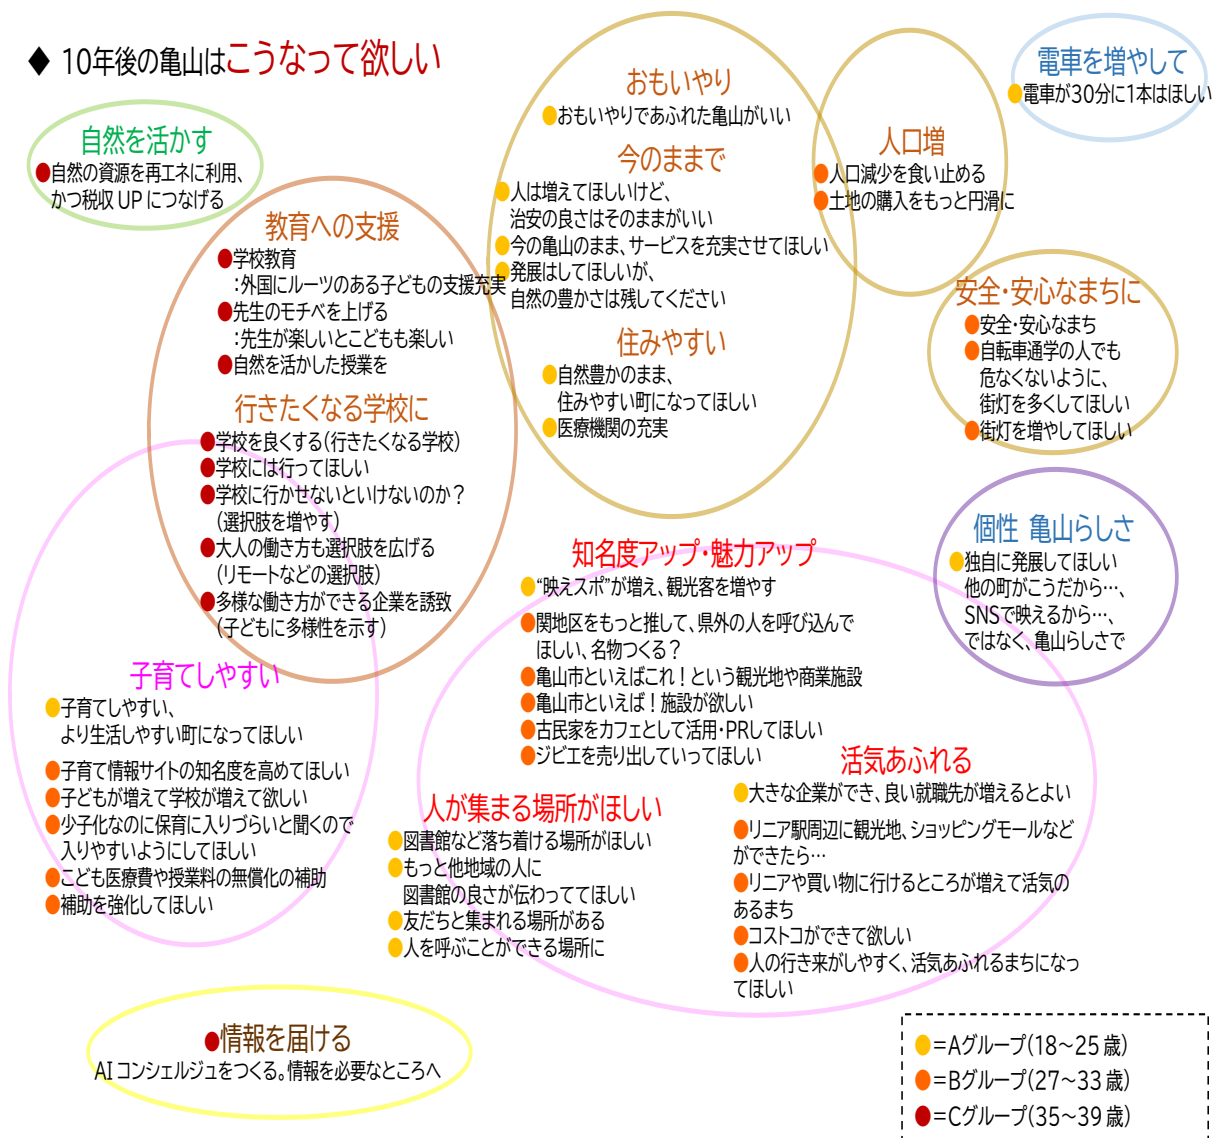 ◆ 10年後の亀山はこうなって欲しい
自然を活かす
●自然の資源を再エネに利用、
かつ税収 UP につなげる
教育への支援
●学校教育
：外国にルーツのある子どもの支援充実
●先生のモチベを上げる
：先生が楽しいとこどもも楽しい
●自然を活かした授業を
行きたくなる学校に
●学校を良くする（行きたくなる学校）
●学校には行ってほしい
●学校に行かせないといけないのか？
（選択肢を増やす）
●大人の働き方も選択肢を広げる
（リモートなどの選択肢）
●多様な働き方ができる企業を誘致
（子どもに多様性を示す）
おもいやり
●おもいやりであふれた亀山がいい
今のままで
●人は増えてほしいけど、
治安の良さはそのままがいい
●今の亀山のまま、サービスを充実させてほしい
●発展はしてほしいが、
自然の豊かさは残してください
住みやすい
●自然豊かのまま、
住みやすい町になってほしい
●医療機関の充実
人口増
●人口減少を食い止める
●土地の購入をもっと円滑に
電車を増やして
●電車が30分に1本はほしい
安全・安心なまちに
●安全・安心なまち
●自転車通学の人でも
危なくないように、
街灯を多くしてほしい
●街灯を増やしてほしい
個性 亀山らしさ
●独自に発展してほしい
他の町がこうだから…、
SNSで映えるから…、
ではなく、亀山らしさで
子育てしやすい
●子育てしやすい、
より生活しやすい町になってほしい
●子育て情報サイトの知名度を高めてほしい
●子どもが増えて学校が増えて欲しい
●少子化なのに保育に入りづらいと聞くので
入りやすいようにしてほしい
●こども医療費や授業料の無償化の補助
●補助を強化してほしい
知名度アップ・魅力アップ
●“映えスポ”が増え、観光客を増やす
●関地区をもっと推して、県外の人を呼び込んで
ほしい、名物つくる？
●亀山市といえばこれ！という観光地や商業施設
●亀山市といえば！施設が欲しい
●古民家をカフェとして活用・PRしてほしい
●ジビエを売り出していってほしい
人が集まる場所がほしい
●図書館など落ち着ける場所がほしい
●もっと他地域の人に
図書館の良さが伝わっててほしい
●友だちと集まれる場所がある
●人を呼ぶことができる場所に
活気あふれる
●大きな企業ができ、良い就職先が増えるとよい
●リニア駅周辺に観光地、ショッピングモールなど
ができたら…
●リニアや買い物に行けるところが増えて活気の
あるまち
●コストコができて欲しい
●人の行き来がしやすく、活気あふれるまちになっ
てほしい
●情報を届ける
AI コンシェルジュをつくる。情報を必要なところへ
●=Aグループ(18～25 歳)
●=Bグループ(27～33 歳)
●=Cグループ(35～39 歳)